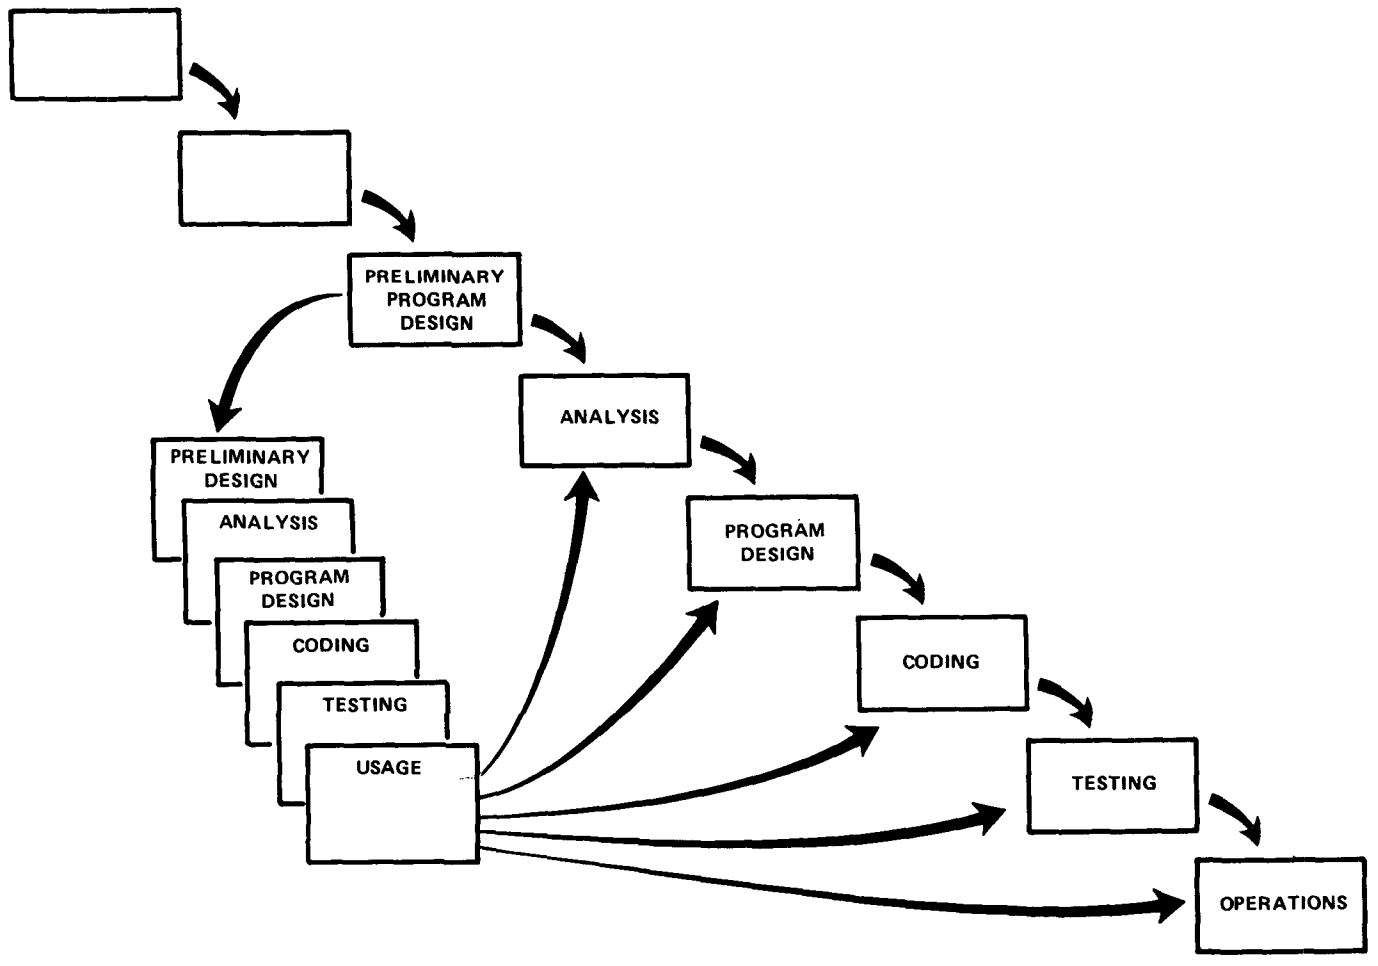 PRELIMINARY
PROGRAM
DESIGN
ANALYSIS
PROGRAM
DESIGN
CODING
TESTING
OPERATIONS
PRELIMINARY
DESIGN
ANALYSIS
PROGRAM
DESIGN
CODING
TESTING
USAGE